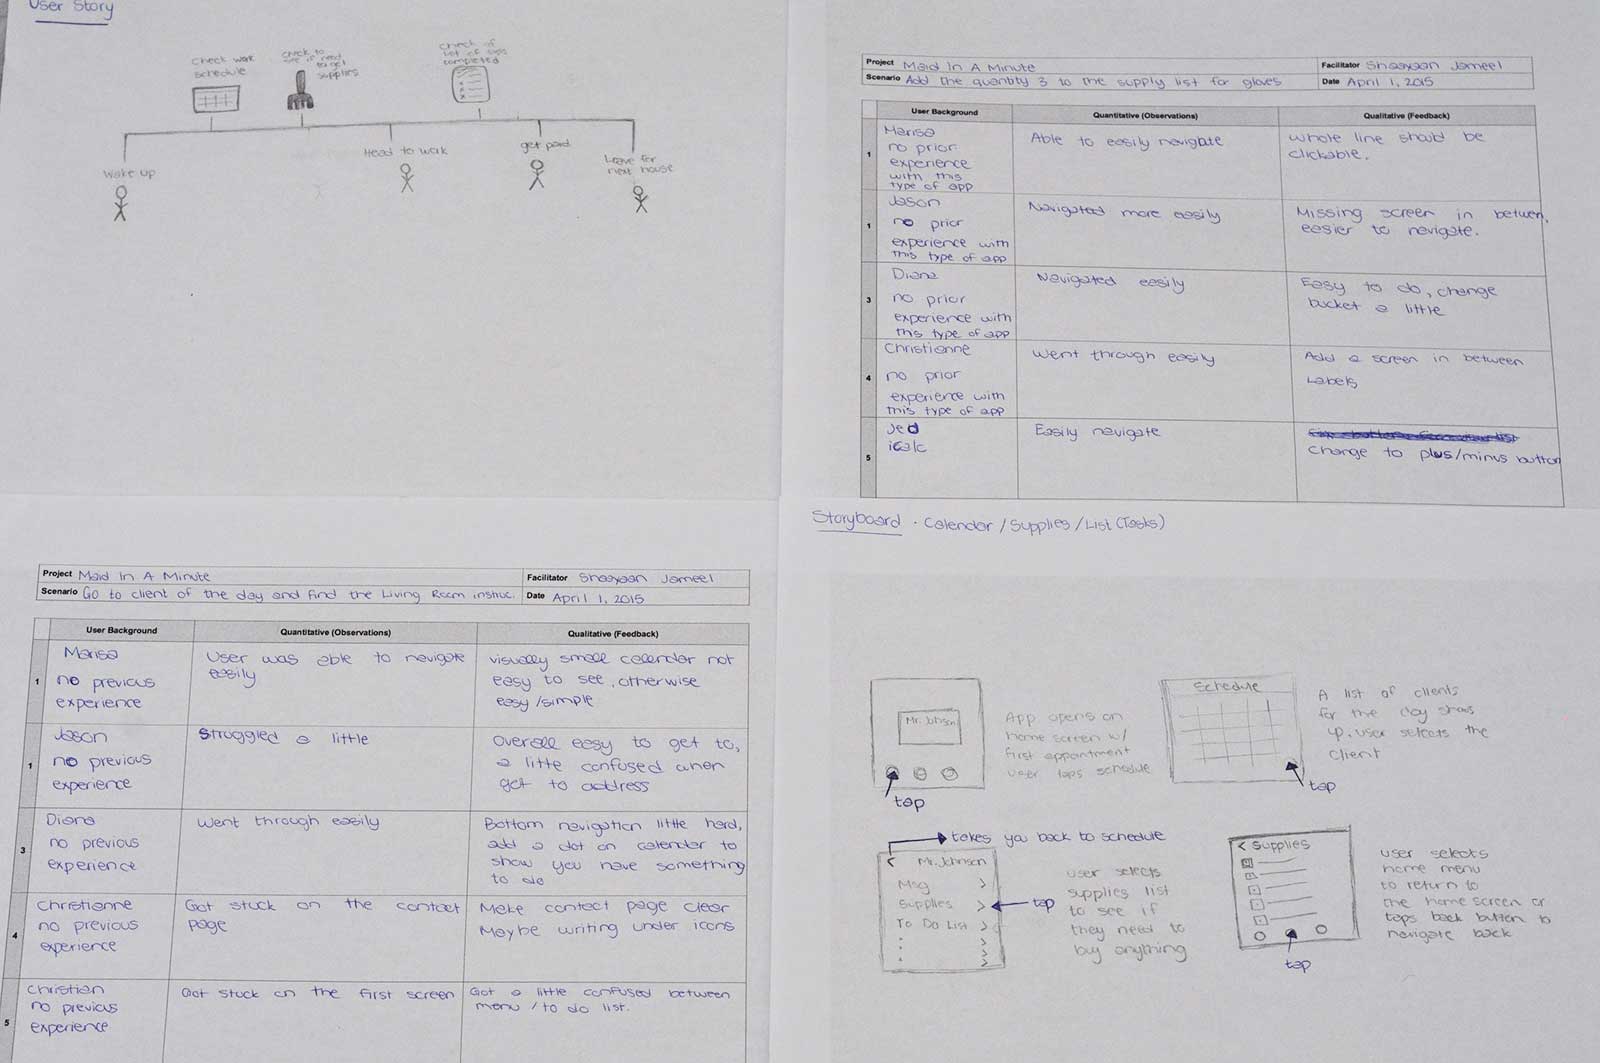 User Story
check work
schedule
check to
see if need
to get
supplies
check of
list of
completed
Wake up
Head to work
get paid
Leave for
next house
Project Maid In A Minute
Facilitator Shaayaan Jameel
Scenario Add the quantity 3 to the supply list for gloves
Date April 1, 2015
User Background
Quantitative (Observations)
Qualitative (Feedback)
1
Marisa
no prior
experience
with this
type of app
Able to easily navigate
Whole line should be
clickable.
1
Jason
no prior
experience with
this type of app
Navigated more easily
Missing screen in between,
easier to navigate.
3
Diana
no prior
experience with
this type of app
Navigated easily
Easy to do, change
bucket a little
4
Christienne
no prior
experience with
this type of app
Went through easily
Add a screen in between
Labels
5
Jed
Easily navigate
change to plus/minus button
Project Maid In A Minute
Facilitator Shaayaan Jameel
Scenario Go to client of the day and find the Living Room instruc.
Date April 1, 2015
User Background
Quantitative (Observations)
Qualitative (Feedback)
1
Marisa
no previous
experience
User was able to navigate
easily
visually small calendar not
easy to see, otherwise
easy/simple
1
Jason
no previous
experience
Struggled a little
Overall easy to get to,
a little confused when
get to address
3
Diana
no previous
experience
Went through easily
Bottom navigation little hard,
add a dot on calendar to
show you have something
to do
4
Christienne
no previous
experience
Got stuck on the contact
page
Make contact page clear
Maybe writing under icons
5
Christien
no previous
experience
Got stuck on the first screen
Got a little confused between
menu / to do list.
Storyboard · Calendar / Supplies / List (Tasks)
Mr. Johnson
tap
App opens on
home screen w/
first appointment
user taps schedule
Schedule
tap
A list of clients
for the day shows
up. user selects the
client
takes you back to schedule
< Mr. Johnson
Msg >
Supplies >
To Do List >
tap
user selects
supplies list
to see if
they need to
buy anything
< Supplies
tap
user selects
home menu
to return to
the home screen or
taps back button to
navigate back